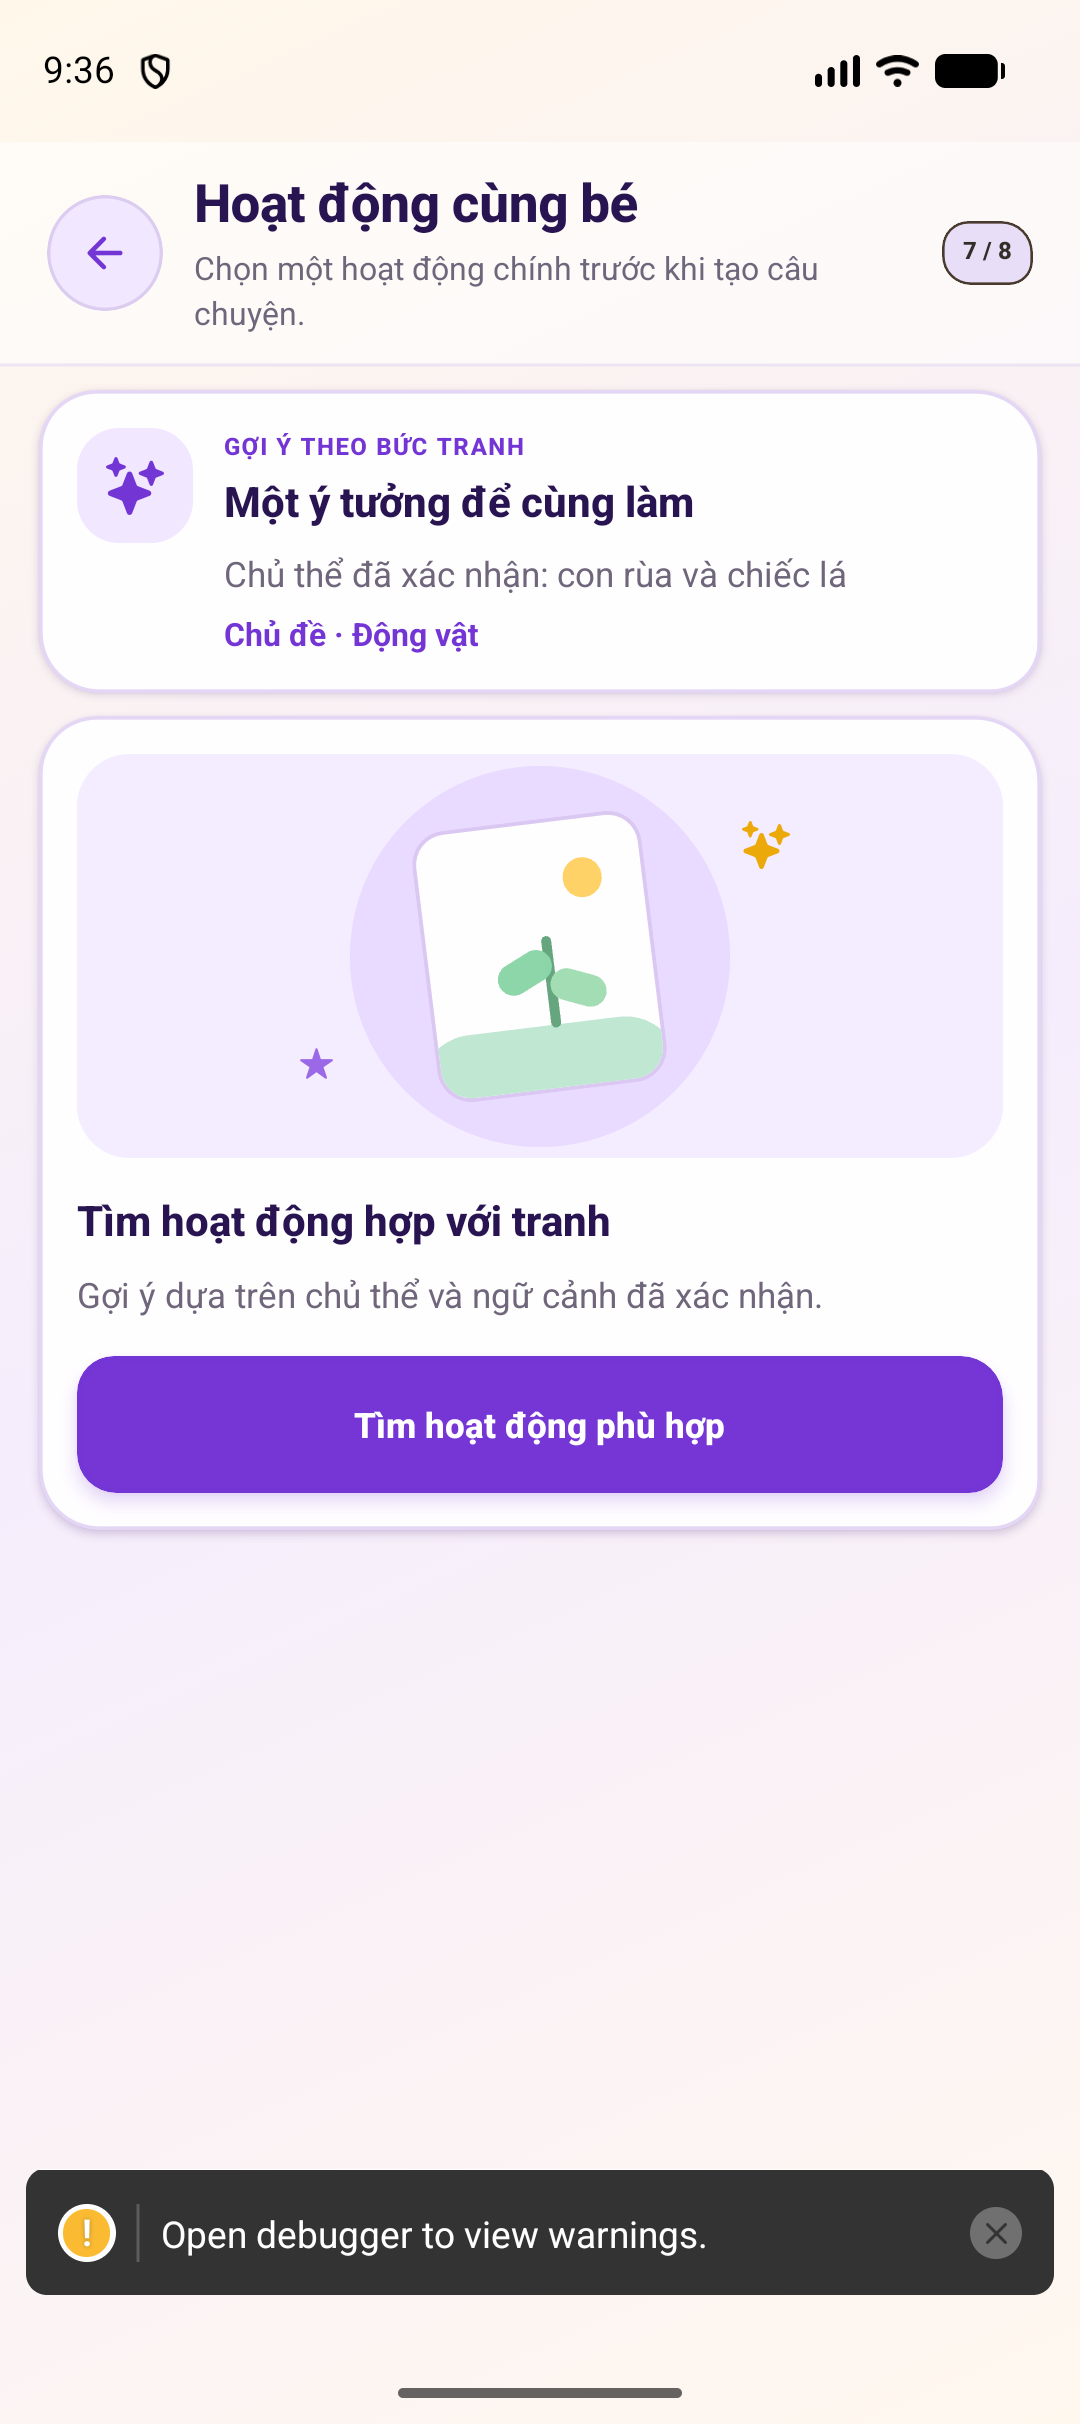 9:36
Hoạt động cùng bé
Chọn một hoạt động chính trước khi tạo câu
chuyện.
7 / 8
GỢI Ý THEO BỨC TRANH
Một ý tưởng để cùng làm
Chủ thể đã xác nhận: con rùa và chiếc lá
Chủ đề · Động vật
Tìm hoạt động hợp với tranh
Gợi ý dựa trên chủ thể và ngữ cảnh đã xác nhận.
Tìm hoạt động phù hợp
Open debugger to view warnings.